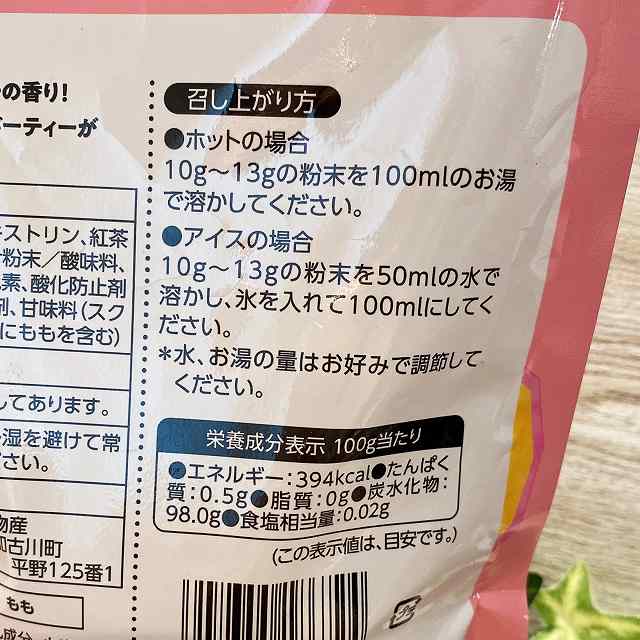 の香り!
バーティーが
キストリン、紅茶
粉末/酸味料、
素、酸化防止剤
剤、甘味料(スク
にももを含む)
してあります。
湿を避けて常
ださい。
物産
加古川町
平野125番1
もも
召し上がり方
●ホットの場合
10g〜13gの粉末を100mlのお湯
で溶かしてください。
●アイスの場合
10g〜13gの粉末を50mlの水で
溶かし、氷を入れて100mlにしてく
ださい。
*水、お湯の量はお好みで調節して
ください。
栄養成分表示 100g当たり
●エネルギー:394kcal●たんぱく
質:0.5g●脂質:0g●炭水化物:
98.0g●食塩相当量:0.02g
(この表示値は、目安です。)